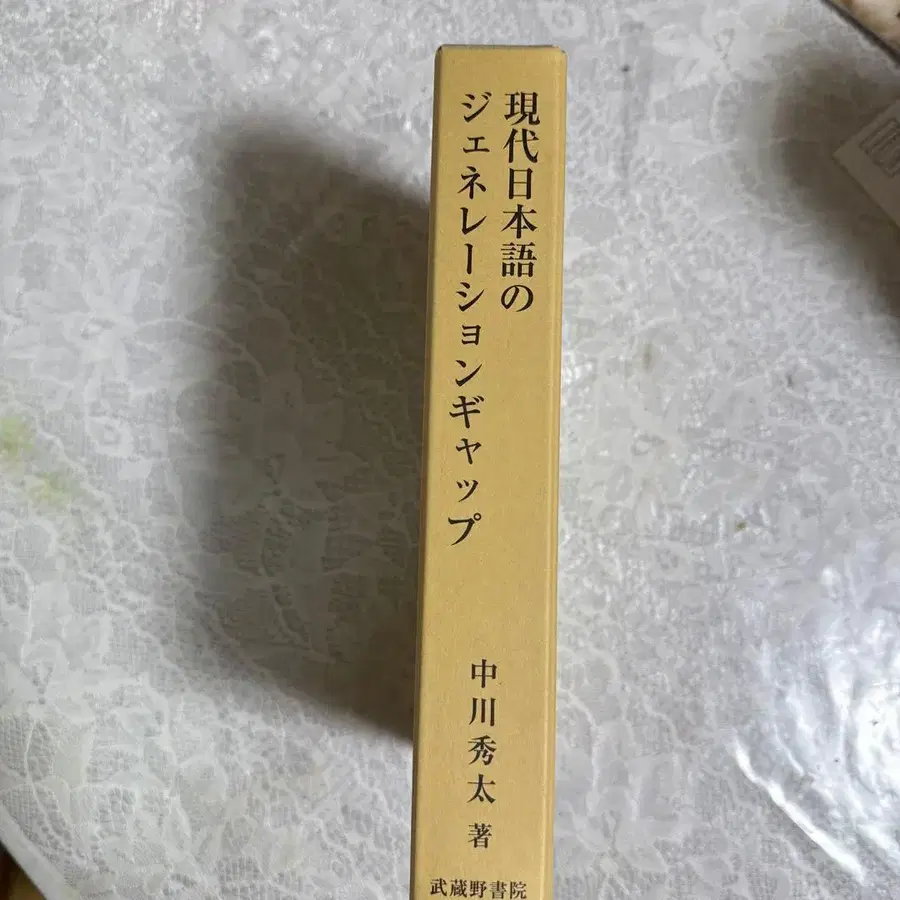 現代日本語の
ジェネレーションギャップ
中川秀太 著
武蔵野書院